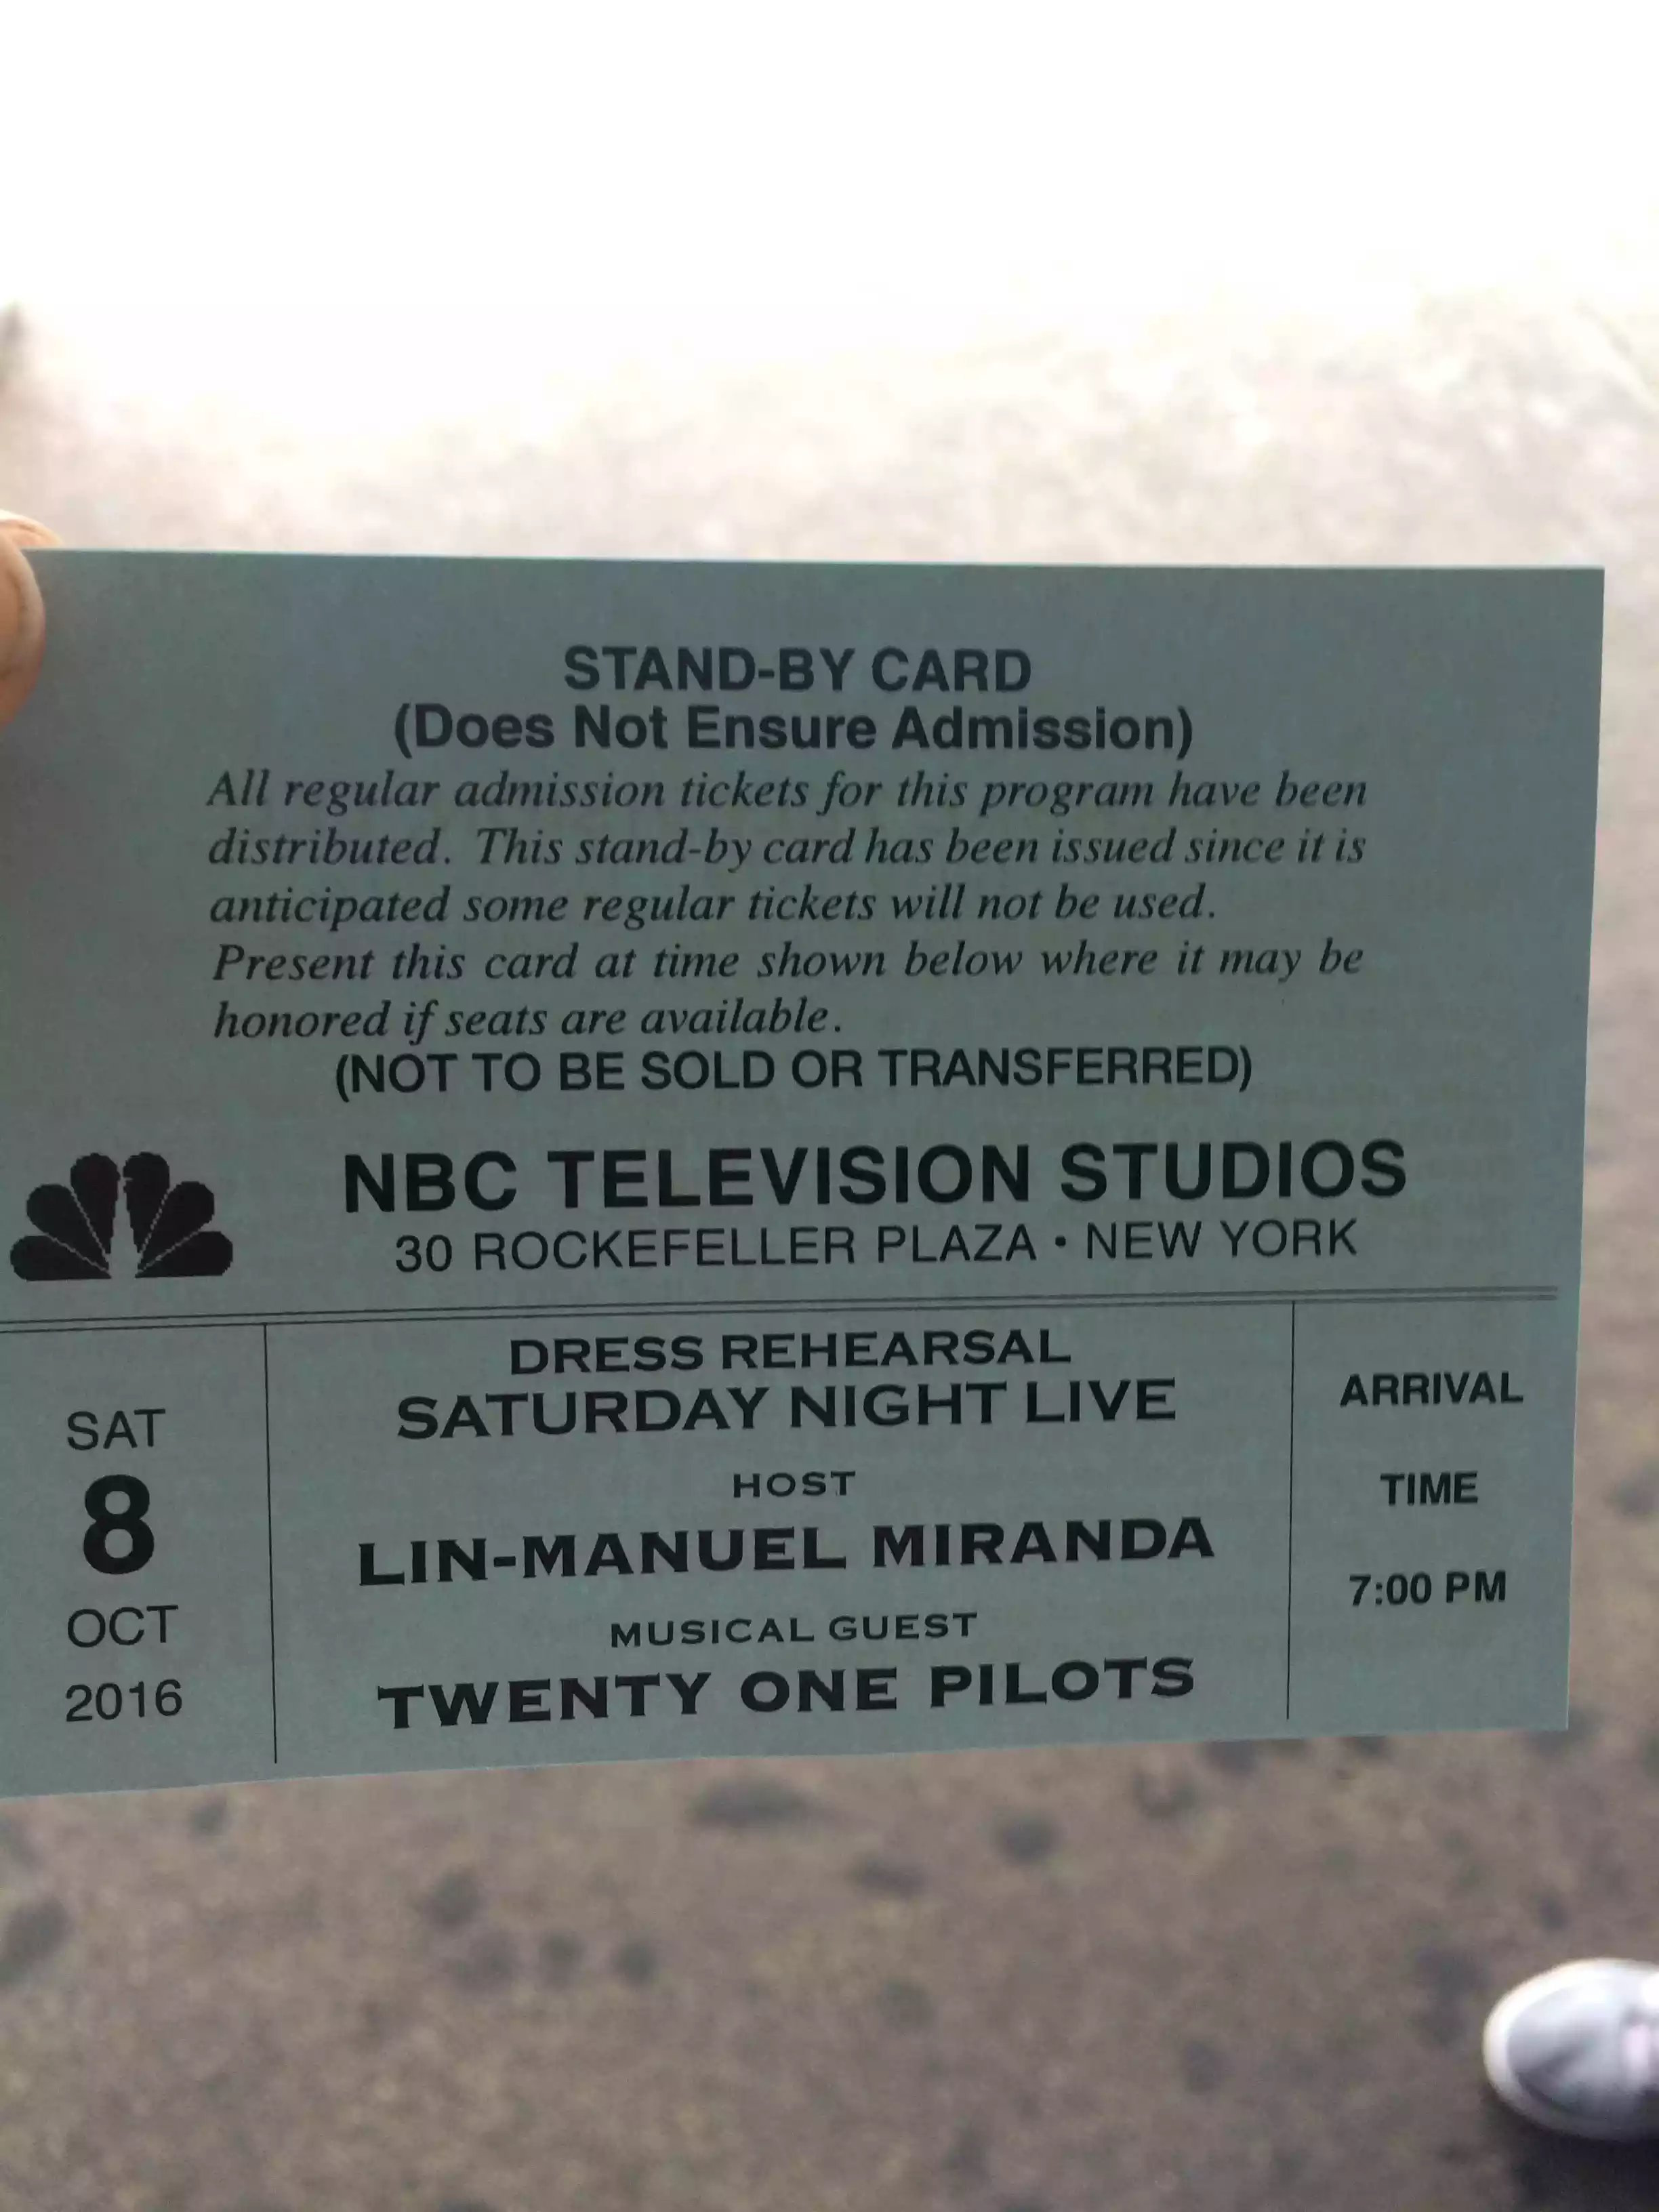 STAND-BY CARD
(Does Not Ensure Admission)
All regular admission tickets for this program have been
distributed. This stand-by card has been issued since it is
anticipated some regular tickets will not be used.
Present this card at time shown below where it may be
honored if seats are available.
(NOT TO BE SOLD OR TRANSFERRED)
NBC TELEVISION STUDIOS
30 ROCKEFELLER PLAZA • NEW YORK
SAT
8
OCT
2016
DRESS REHEARSAL
SATURDAY NIGHT LIVE
HOST
LIN-MANUEL MIRANDA
MUSICAL GUEST
TWENTY ONE PILOTS
ARRIVAL
TIME
7:00 PM